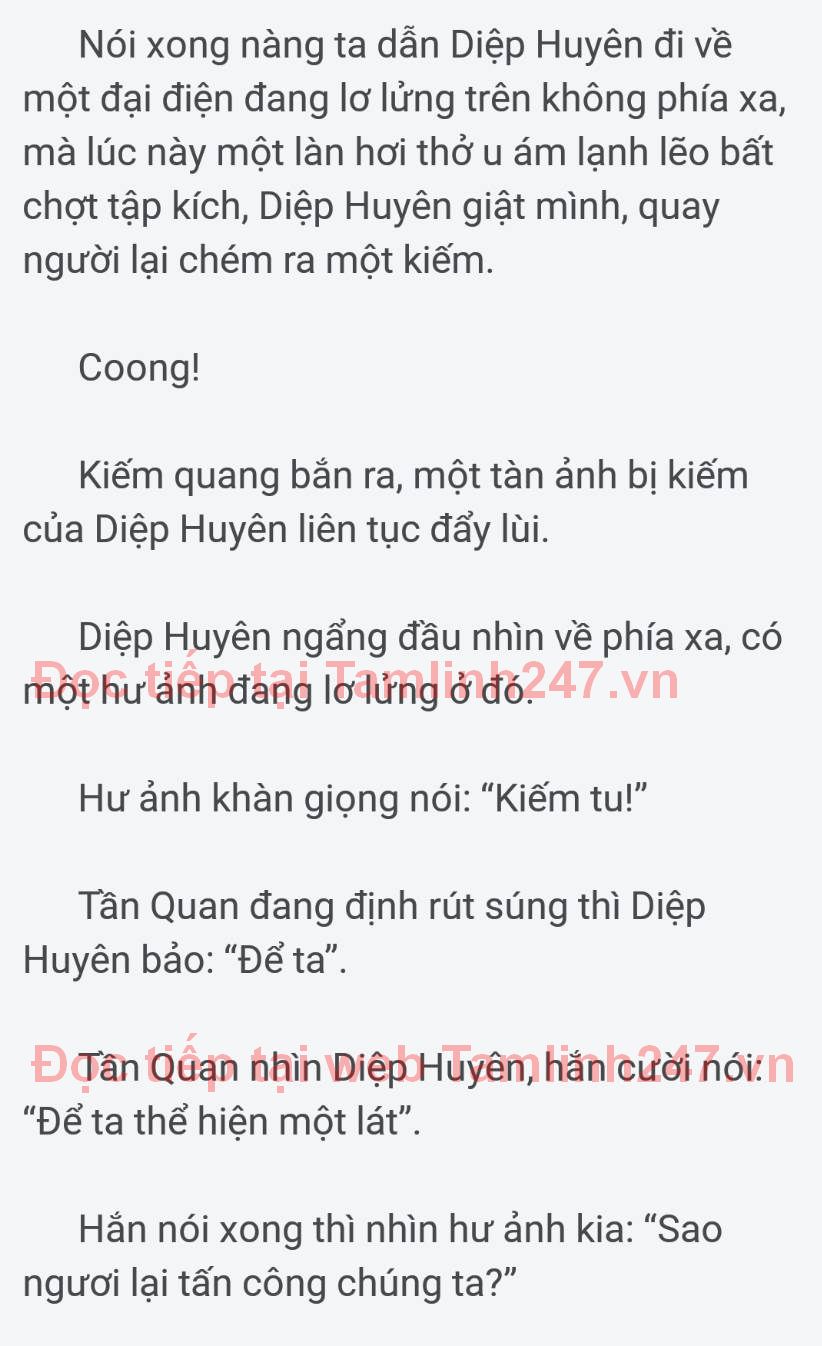 Nói xong nàng ta dẫn Diệp Huyên đi về
một đại điện đang lơ lửng trên không phía xa,
mà lúc này một làn hơi thở u ám lạnh lẽo bất
chợt tập kích, Diệp Huyên giật mình, quay
người lại chém ra một kiếm.
Coong!
Kiếm quang bắn ra, một tàn ảnh bị kiếm
của Diệp Huyên liên tục đẩy lùi.
Diệp Huyên ngẩng đầu nhìn về phía xa, có
Đọc tiếp tại Tamlinh247.vn
một hư ảnh đang lơ lửng ở đó.
Hư ảnh khàn giọng nói: “Kiếm tu!”
Tần Quan đang định rút súng thì Diệp
Huyên bảo: “Để ta”.
Đọc tiếp tại web Tamlinh247.vn
Tần Quan nhìn Diệp Huyên, hắn cười nói:
“Để ta thể hiện một lát”.
Hắn nói xong thì nhìn hư ảnh kia: “Sao
ngươi lại tấn công chúng ta?”